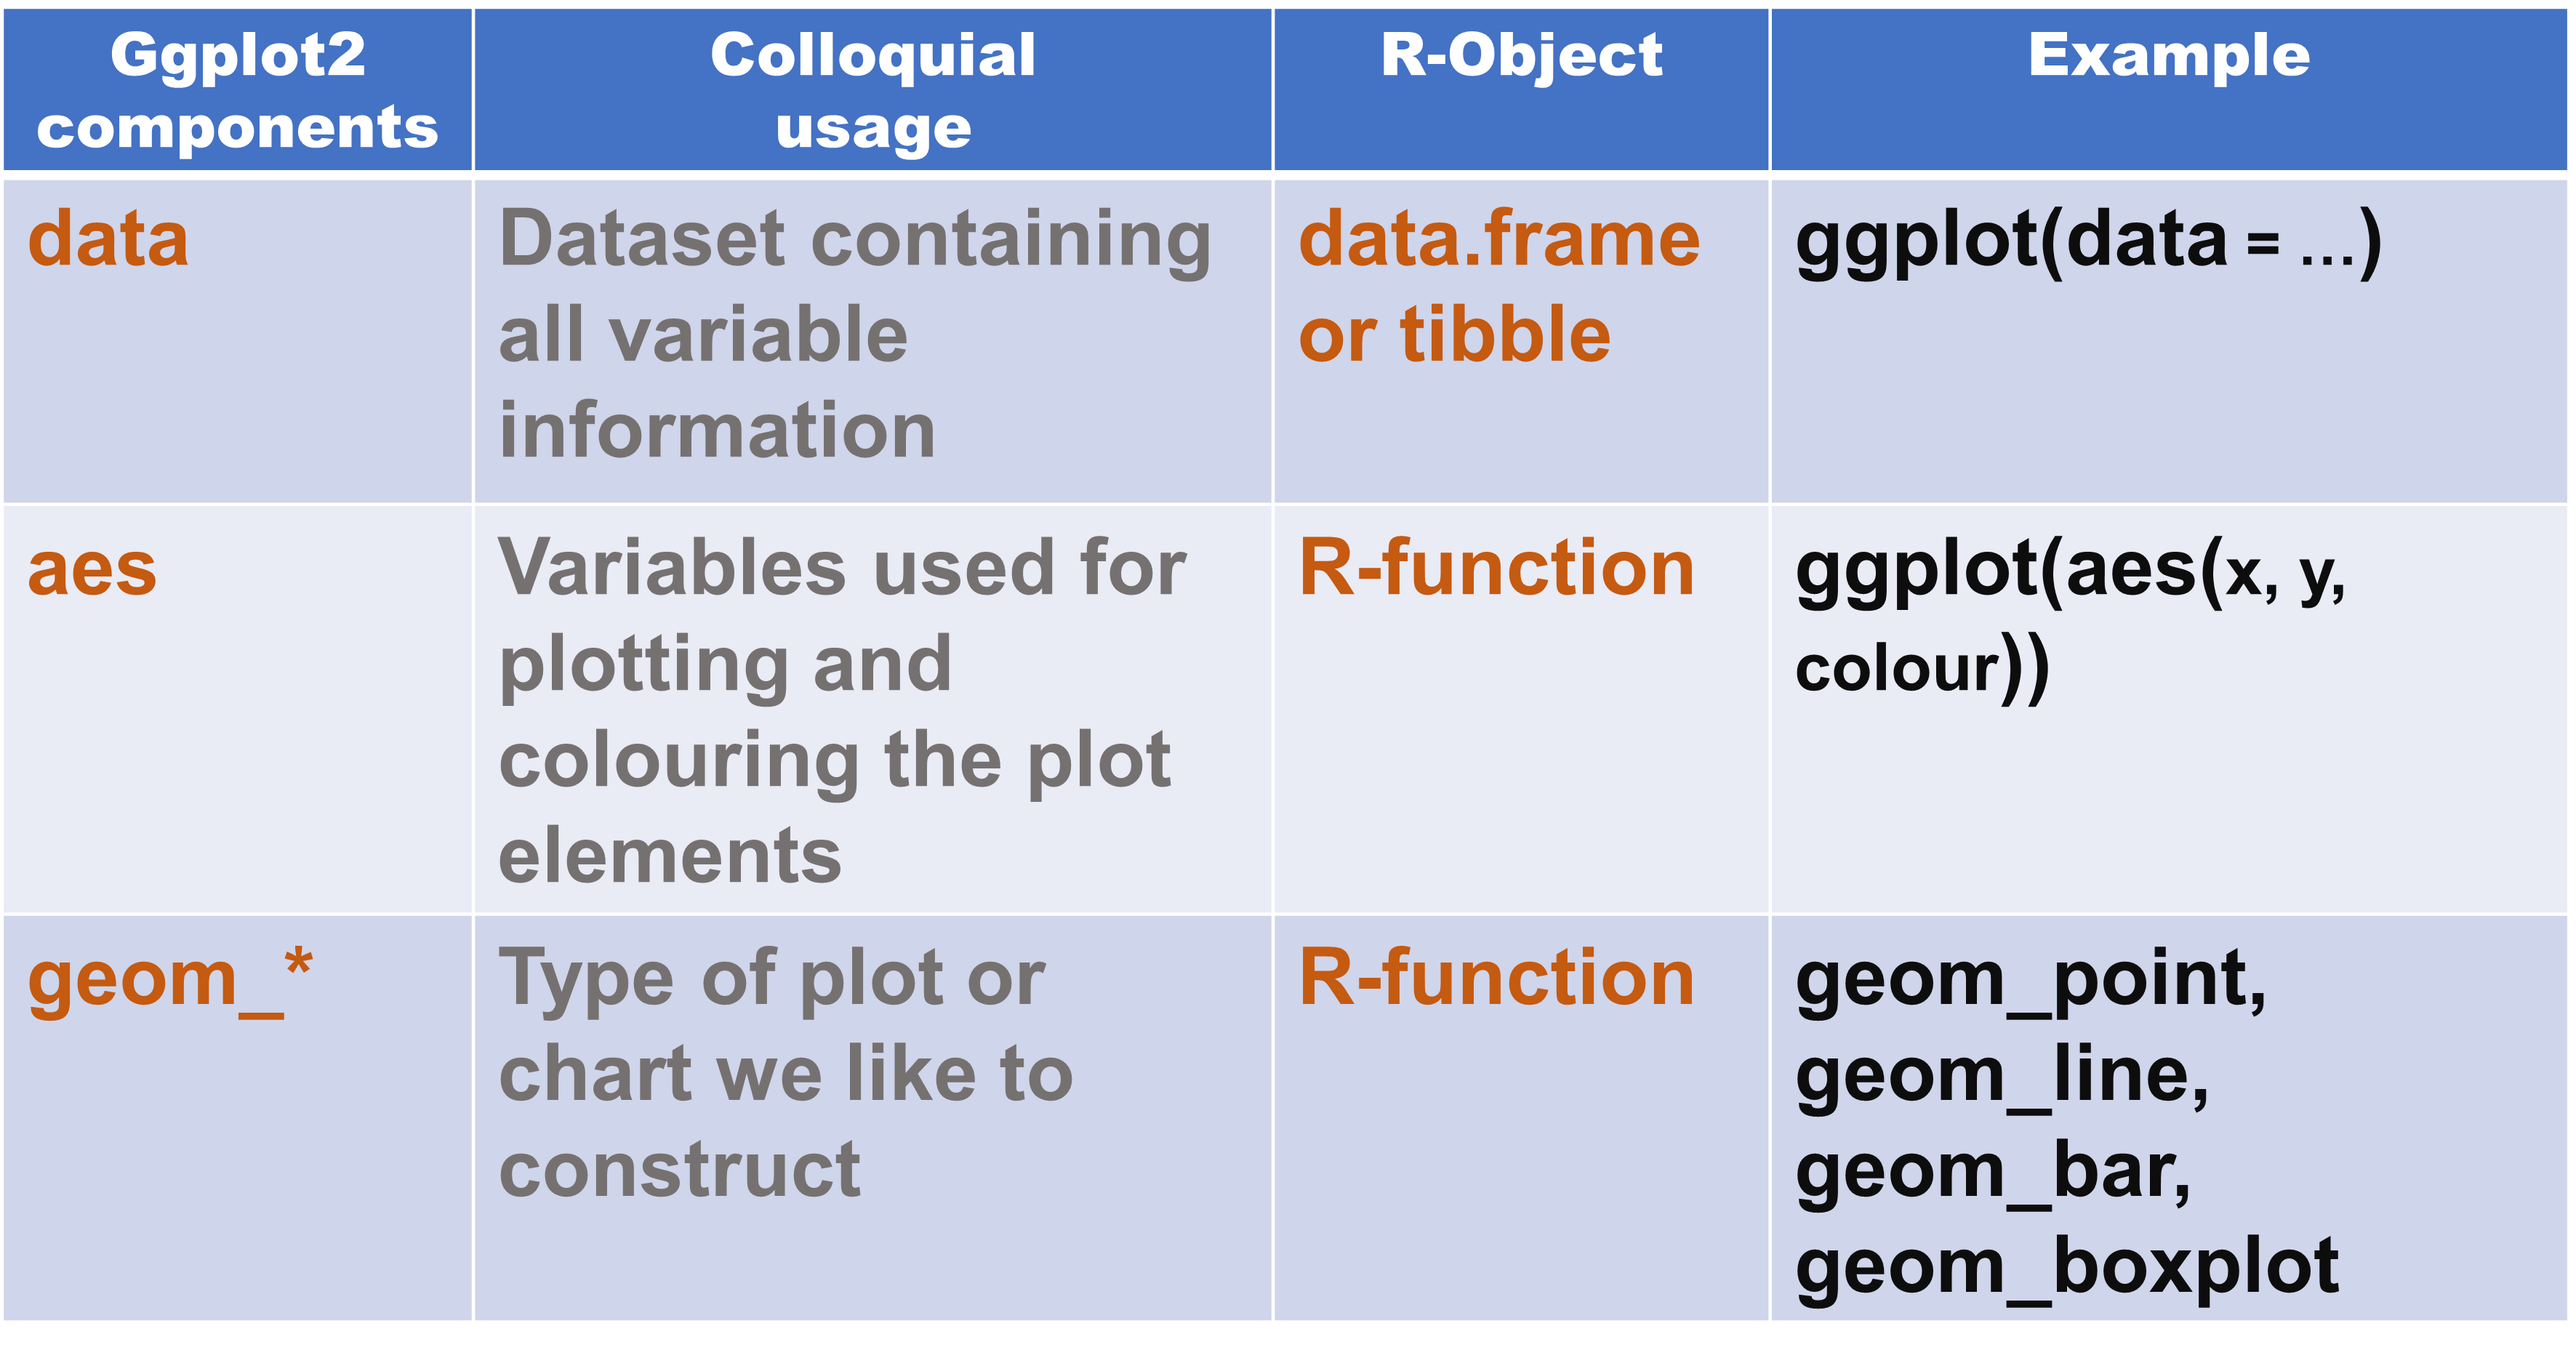 Ggplot2
components
Colloquial
usage
R-Object
Example
data
Dataset containing
all variable
information
data.frame
or tibble
ggplot(data = ...)
aes
Variables used for
plotting and
colouring the plot
elements
R-function
ggplot(aes(x, y,
colour))
geom_*
Type of plot or
chart we like to
construct
R-function
geom_point,
geom_line,
geom_bar,
geom_boxplot